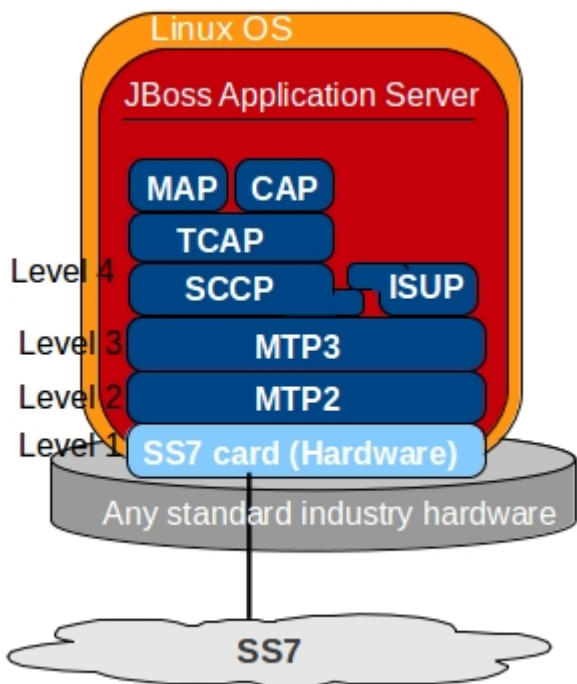 Linux OS
JBoss Application Server
MAP CAP
TCAP
Level 4
SCCP ISUP
Level 3 MTP3
Level 2 MTP2
Level 1 SS7 card (Hardware)
Any standard industry hardware
SS7